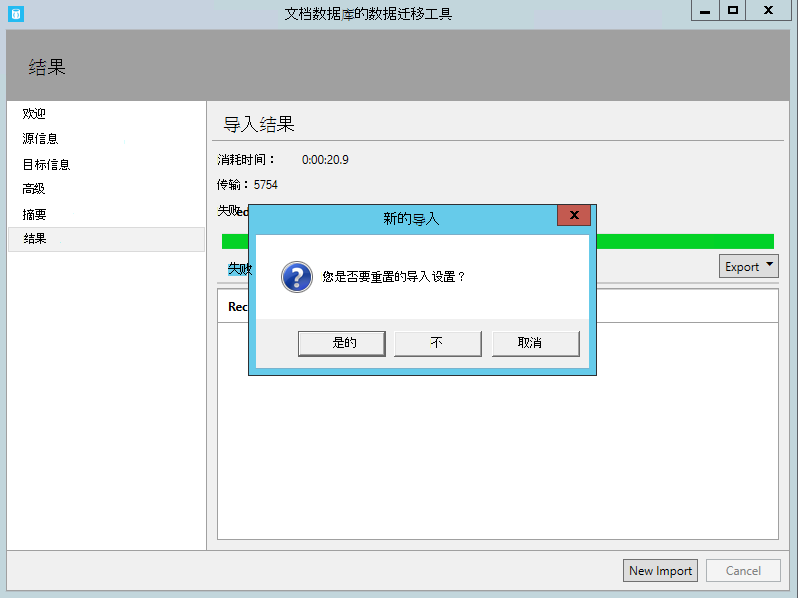 文档数据库的数据迁移工具
结果
欢迎
源信息
目标信息
高级
摘要
结果
导入结果
消耗时间： 0:00:20.9
传输：5754
失败ed
新的导入
失败
Export
您是否要重置的导入设置？
Rec
是的 不 取消
New Import Cancel